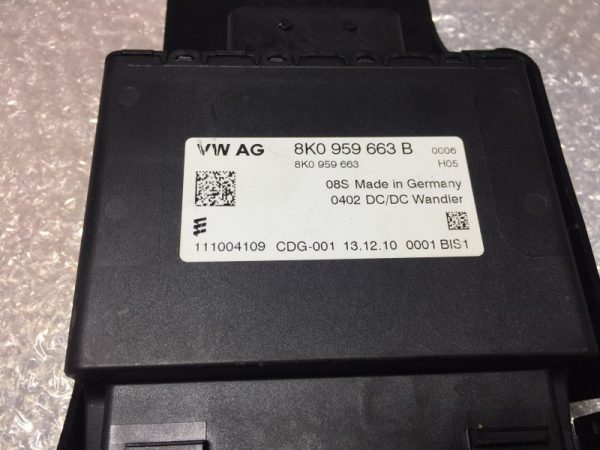 VW AG 8K0 959 663 B 0006
8K0 959 663 H05
08S Made in Germany
0402 DC/DC Wandler
111004109 CDG-001 13.12.10 0001 BIS1